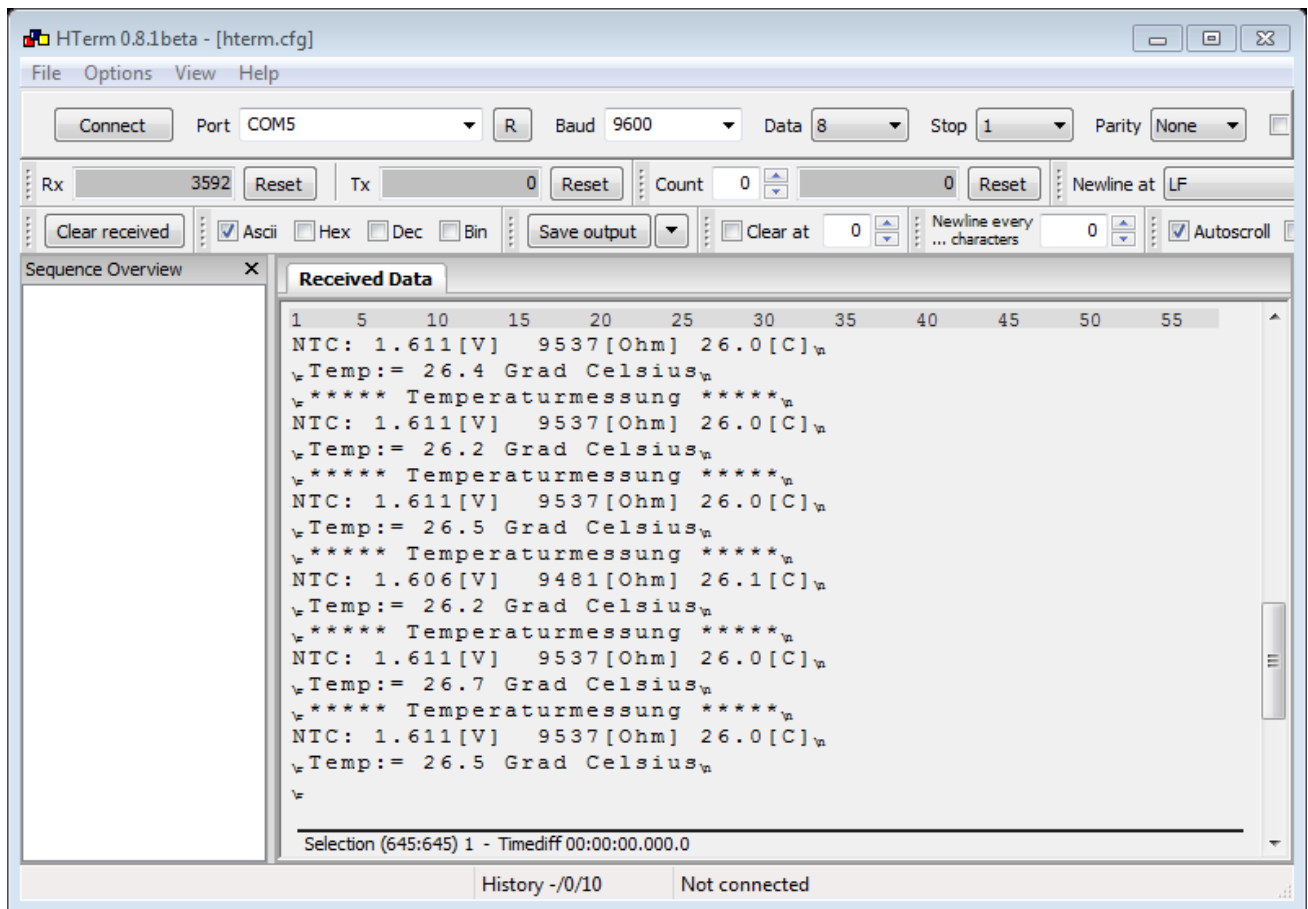 HTerm 0.8.1beta - [hterm.cfg]
File Options View Help
Connect Port COM5 R Baud 9600 Data 8 Stop 1 Parity None
Rx 3592 Reset Tx 0 Reset Count 0 0 Reset Newline at LF
Clear received Ascii Hex Dec Bin Save output Clear at 0 Newline every ... characters 0 Autoscroll
Sequence Overview
Received Data
1 5 10 15 20 25 30 35 40 45 50 55
NTC: 1.611[V] 9537[Ohm] 26.0[C]\n
\r Temp:= 26.4 Grad Celsius\n
\r ***** Temperaturmessung *****\n
NTC: 1.611[V] 9537[Ohm] 26.0[C]\n
\r Temp:= 26.2 Grad Celsius\n
\r ***** Temperaturmessung *****\n
NTC: 1.611[V] 9537[Ohm] 26.0[C]\n
\r Temp:= 26.5 Grad Celsius\n
\r ***** Temperaturmessung *****\n
NTC: 1.606[V] 9481[Ohm] 26.1[C]\n
\r Temp:= 26.2 Grad Celsius\n
\r ***** Temperaturmessung *****\n
NTC: 1.611[V] 9537[Ohm] 26.0[C]\n
\r Temp:= 26.7 Grad Celsius\n
\r ***** Temperaturmessung *****\n
NTC: 1.611[V] 9537[Ohm] 26.0[C]\n
\r Temp:= 26.5 Grad Celsius\n
\r
Selection (645:645) 1 - Timediff 00:00:00.000.0
History -/0/10 Not connected